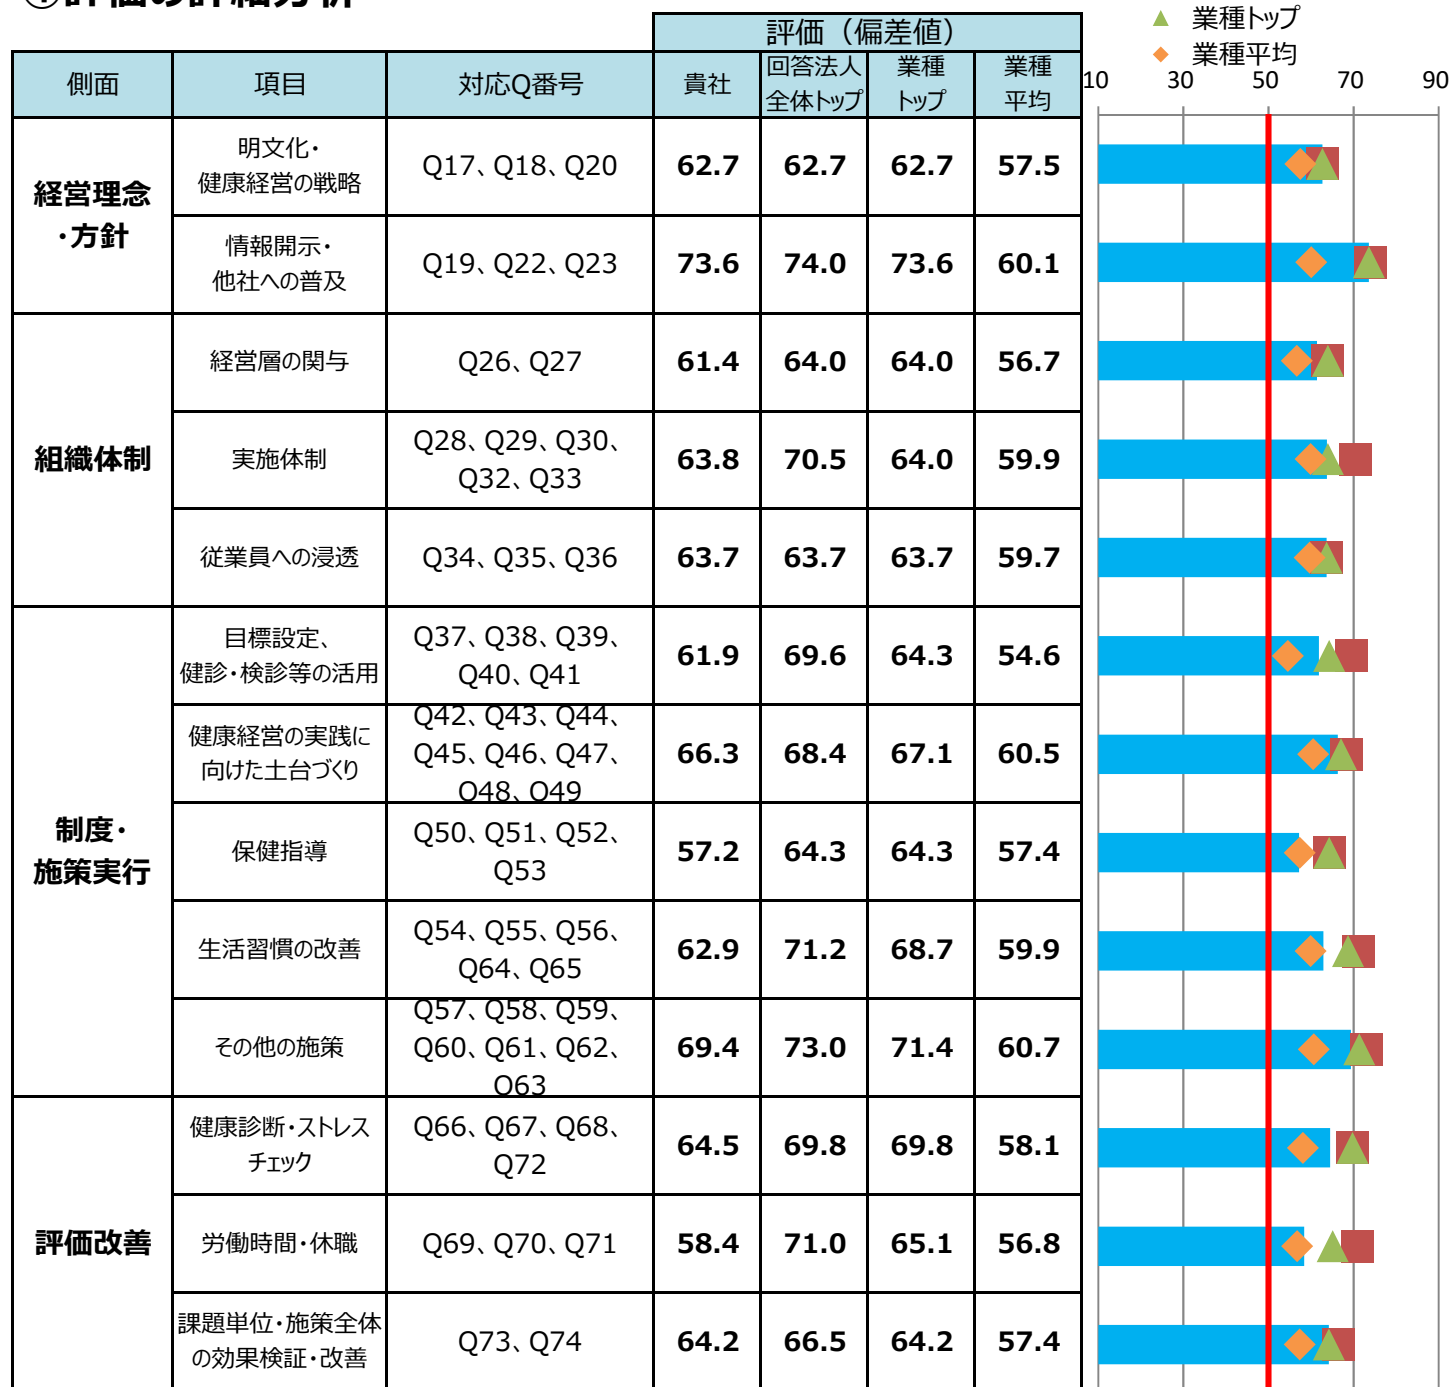 ①評価の詳細分析
業種トップ
業種平均
評価（偏差値）
側面 項目 対応Q番号 貴社 回答法人全体トップ 業種トップ 業種平均
10 30 50 70 90
経営理念・方針
明文化・健康経営の戦略 Q17、Q18、Q20 62.7 62.7 62.7 57.5
情報開示・他社への普及 Q19、Q22、Q23 73.6 74.0 73.6 60.1
組織体制
経営層の関与 Q26、Q27 61.4 64.0 64.0 56.7
実施体制 Q28、Q29、Q30、Q32、Q33 63.8 70.5 64.0 59.9
従業員への浸透 Q34、Q35、Q36 63.7 63.7 63.7 59.7
制度・施策実行
目標設定、健診・検診等の活用 Q37、Q38、Q39、Q40、Q41 61.9 69.6 64.3 54.6
健康経営の実践に向けた土台づくり Q42、Q43、Q44、Q45、Q46、Q47、Q48、Q49 66.3 68.4 67.1 60.5
保健指導 Q50、Q51、Q52、Q53 57.2 64.3 64.3 57.4
生活習慣の改善 Q54、Q55、Q56、Q64、Q65 62.9 71.2 68.7 59.9
その他の施策 Q57、Q58、Q59、Q60、Q61、Q62、Q63 69.4 73.0 71.4 60.7
評価改善
健康診断・ストレスチェック Q66、Q67、Q68、Q72 64.5 69.8 69.8 58.1
労働時間・休職 Q69、Q70、Q71 58.4 71.0 65.1 56.8
課題単位・施策全体の効果検証・改善 Q73、Q74 64.2 66.5 64.2 57.4